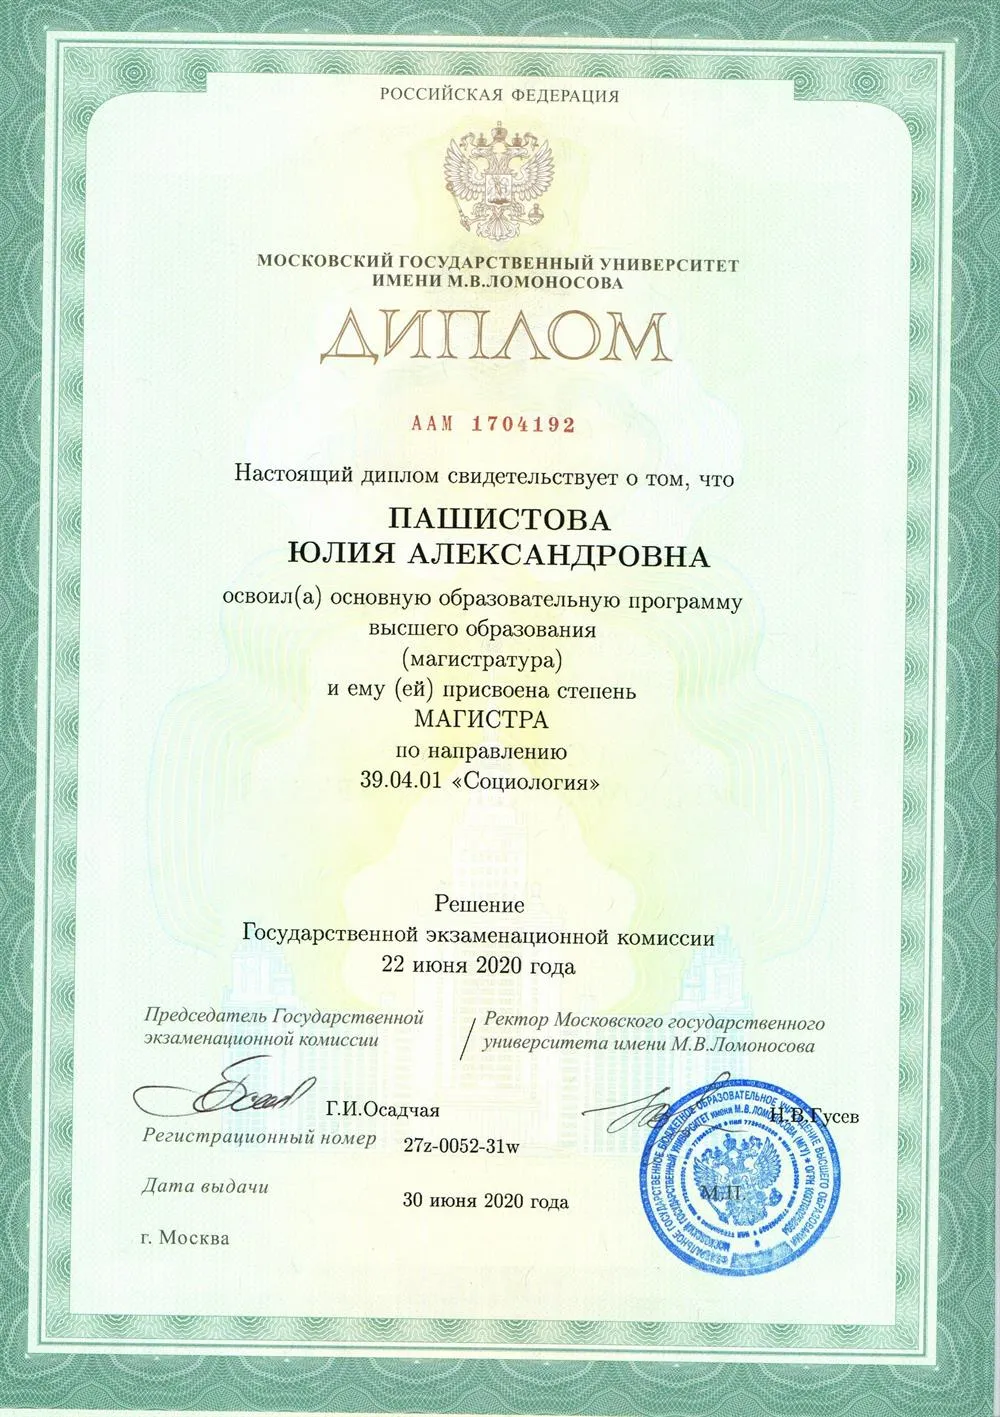 РОССИЙСКАЯ ФЕДЕРАЦИЯ
МОСКОВСКИЙ ГОСУДАРСТВЕННЫЙ УНИВЕРСИТЕТ
ИМЕНИ М.В.ЛОМОНОСОВА
ДИПЛОМ
ААМ 1704192
Настоящий диплом свидетельствует о том, что
ПАШИСТОВА
ЮЛИЯ АЛЕКСАНДРОВНА
освоил(а) основную образовательную программу
высшего образования
(магистратура)
и ему (ей) присвоена степень
МАГИСТРА
по направлению
39.04.01 «Социология»
Решение
Государственной экзаменационной комиссии
22 июня 2020 года
Председатель Государственной
экзаменационной комиссии
Ректор Московского государственного
университета имени М.В.Ломоносова
Г.И.Осадчая
Н.В.Гусев
Регистрационный номер 27z-0052-31w
М.П.
Дата выдачи 30 июня 2020 года
г. Москва